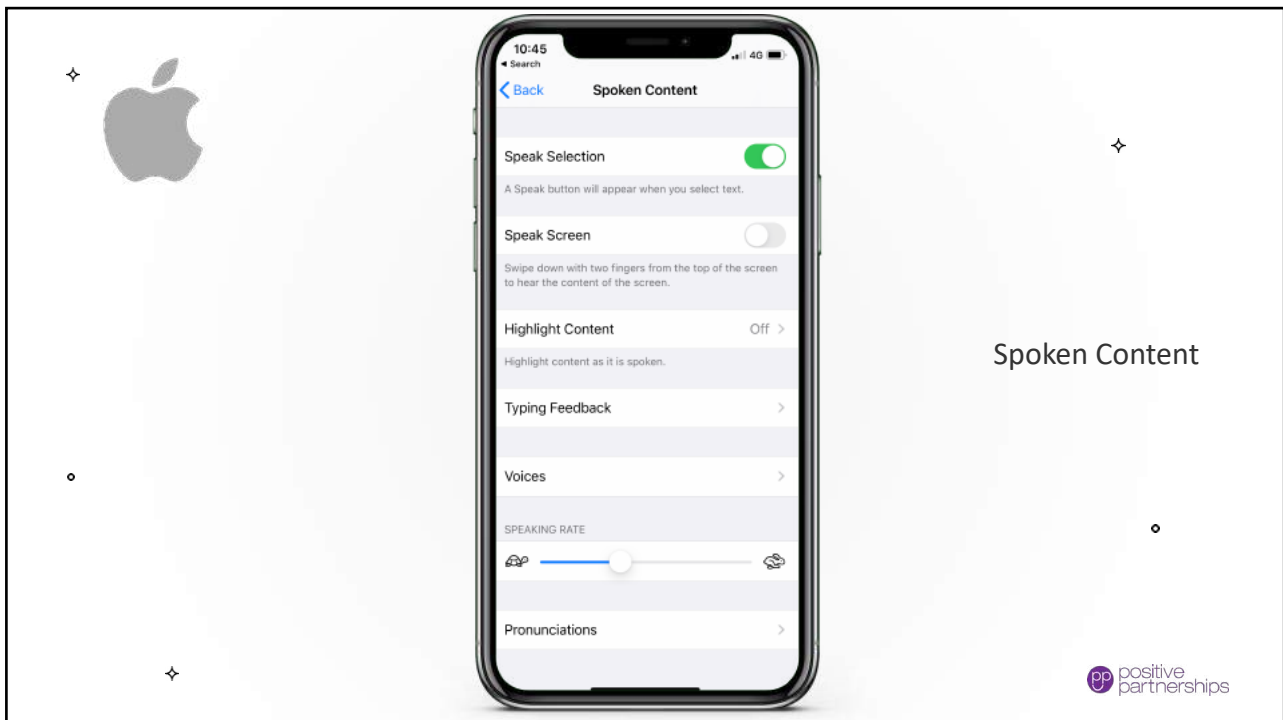 10:45
4G
Search
Back Spoken Content
Speak Selection
A Speak button will appear when you select text.
Speak Screen
Swipe down with two fingers from the top of the screen
to hear the content of the screen.
Highlight Content Off
Highlight content as it is spoken.
Typing Feedback
Voices
SPEAKING RATE
Pronunciations
Spoken Content
pp positive
partnerships